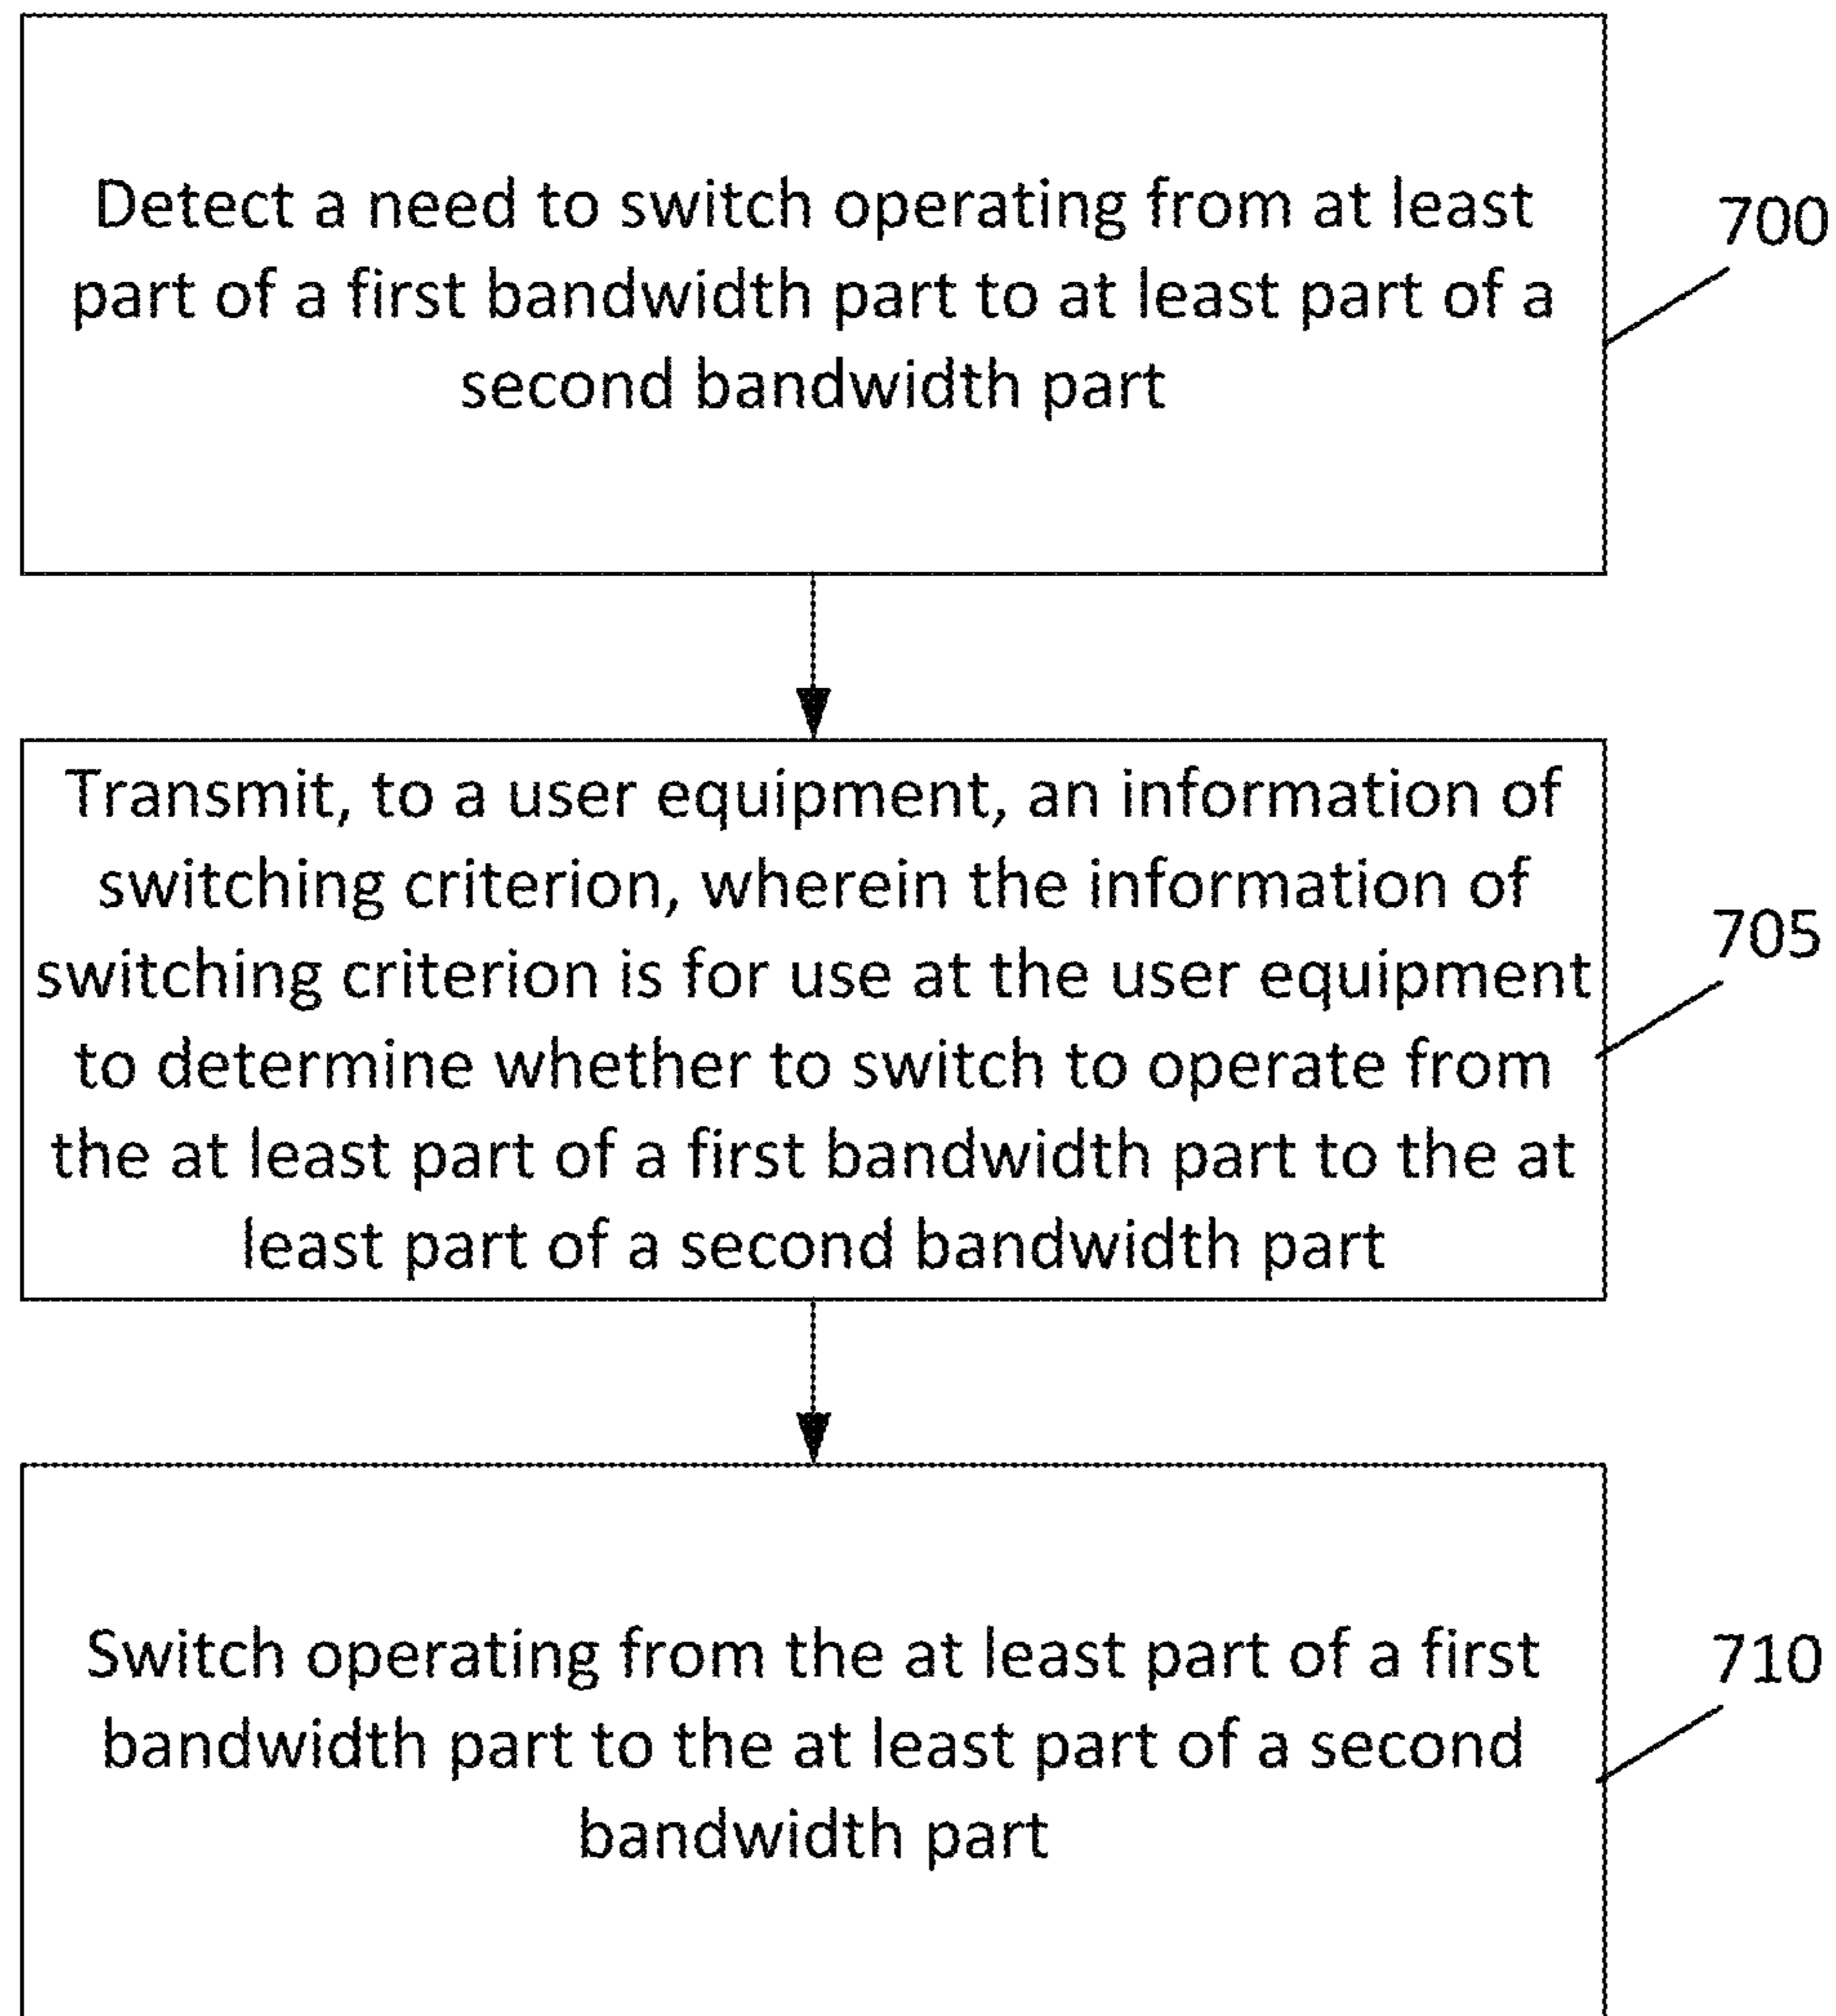 Detect a need to switch operating from at least
part of a first bandwidth part to at least part of a
second bandwidth part
700
Transmit, to a user equipment, an information of
switching criterion, wherein the information of
switching criterion is for use at the user equipment
to determine whether to switch to operate from
the at least part of a first bandwidth part to the at
least part of a second bandwidth part
705
Switch operating from the at least part of a first
bandwidth part to the at least part of a second
bandwidth part
710